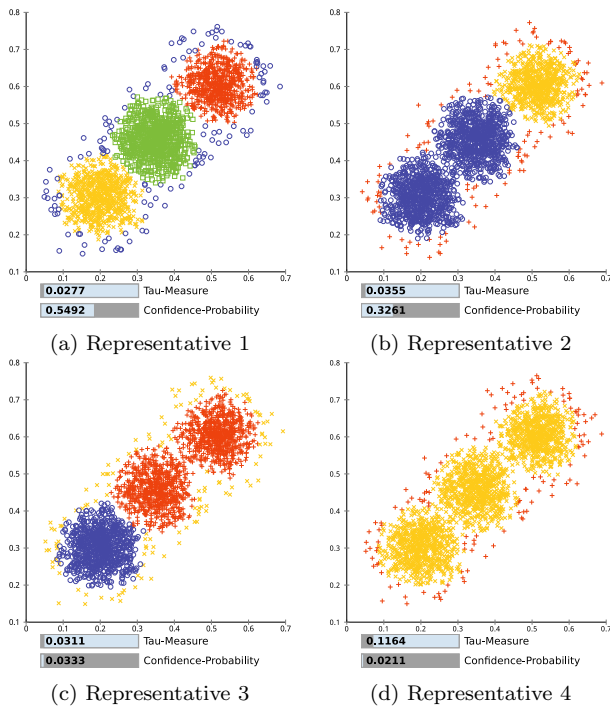 0.8
0.7
0.6
0.5
0.4
0.3
0.2
0.1
0 0.1 0.2 0.3 0.4 0.5 0.6 0.7
0.0277 Tau-Measure
0.5492 Confidence-Probability
(a) Representative 1
0.8
0.7
0.6
0.5
0.4
0.3
0.2
0.1
0 0.1 0.2 0.3 0.4 0.5 0.6 0.7
0.0355 Tau-Measure
0.3261 Confidence-Probability
(b) Representative 2
0.8
0.7
0.6
0.5
0.4
0.3
0.2
0.1
0 0.1 0.2 0.3 0.4 0.5 0.6 0.7
0.0311 Tau-Measure
0.0333 Confidence-Probability
(c) Representative 3
0.8
0.7
0.6
0.5
0.4
0.3
0.2
0.1
0 0.1 0.2 0.3 0.4 0.5 0.6 0.7
0.1164 Tau-Measure
0.0211 Confidence-Probability
(d) Representative 4